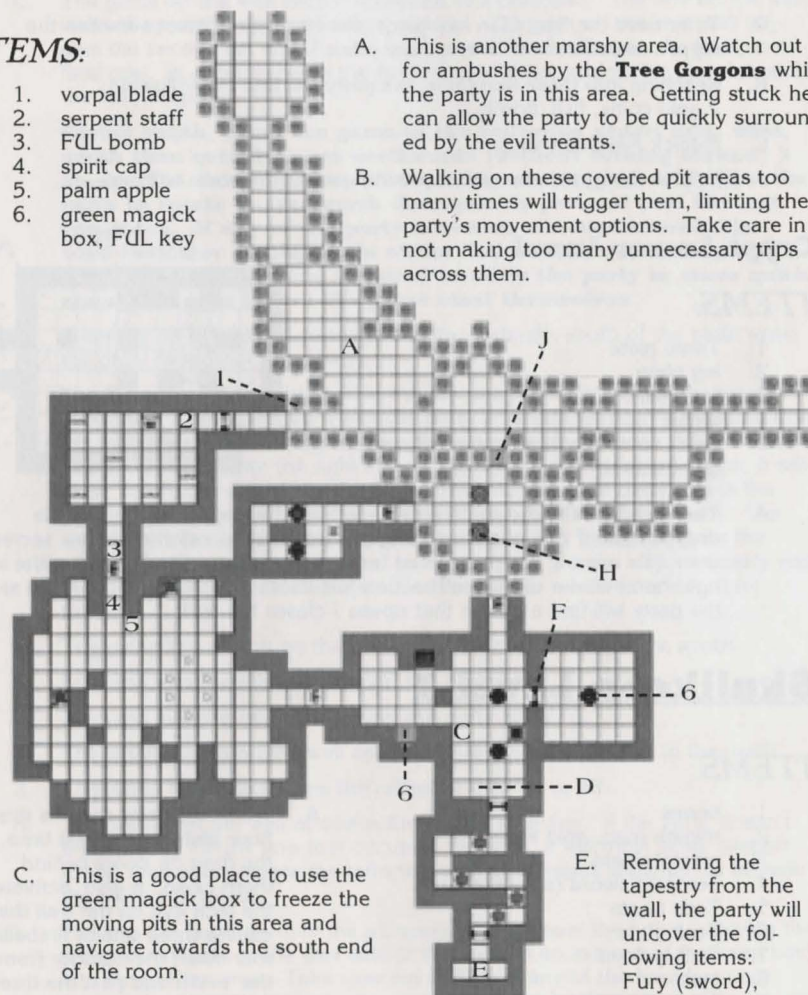 ITEMS:
1. vorpal blade
2. serpent staff
3. FUL bomb
4. spirit cap
5. palm apple
6. green magick
box, FUL key
A. This is another marshy area. Watch out
for ambushes by the Tree Gorgons whi
the party is in this area. Getting stuck he
can allow the party to be quickly surroun
ed by the evil treants.
B. Walking on these covered pit areas too
many times will trigger them, limiting the
party's movement options. Take care in
not making too many unnecessary trips
across them.
A
J
1
2
3
H
4
F
5
6
C
6
D
C. This is a good place to use the
green magick box to freeze the
moving pits in this area and
navigate towards the south end
of the room.
E
E. Removing the
tapestry from the
wall, the party will
uncover the fol-
lowing items:
Fury (sword),